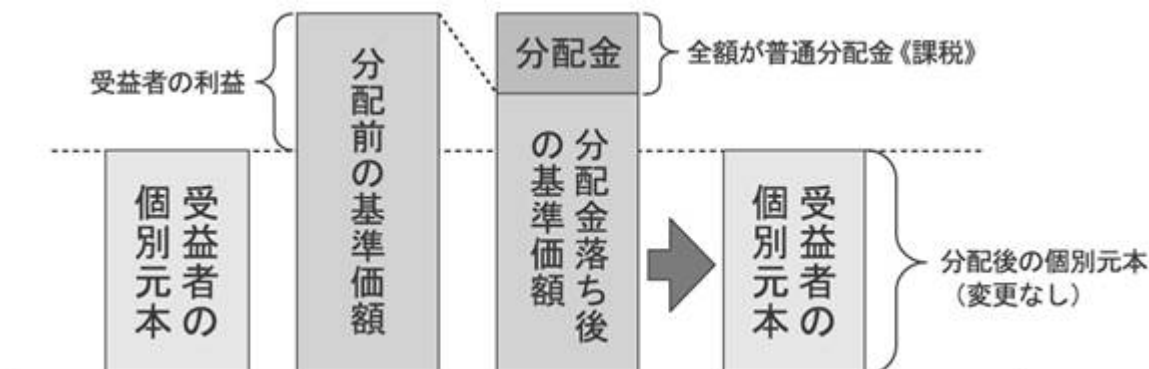 受益者の利益
受益者の
個別元本
分配前の基準価額
分配金
全額が普通分配金《課税》
分配金落ち後
の基準価額
受益者の
個別元本
分配後の個別元本
（変更なし）